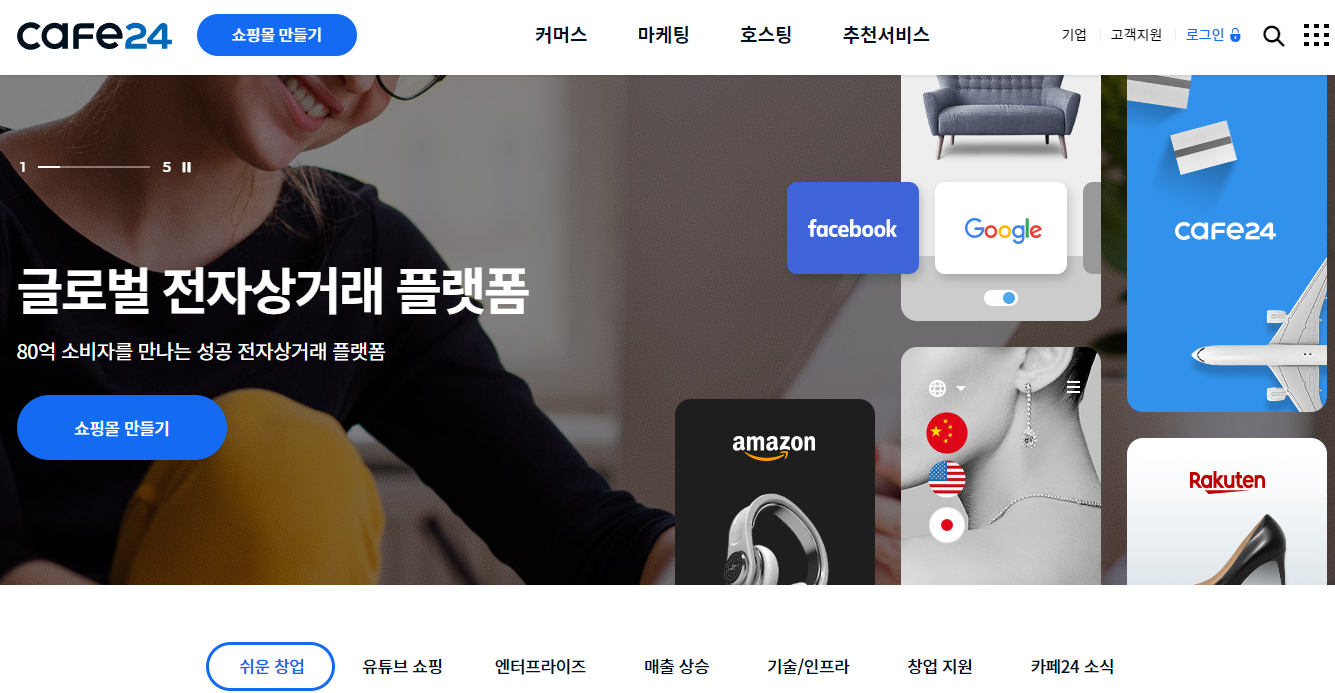 cafe24
쇼핑몰 만들기
커머스
마케팅
호스팅
추천서비스
기업
고객지원
로그인
1
5
글로벌 전자상거래 플랫폼
80억 소비자를 만나는 성공 전자상거래 플랫폼
쇼핑몰 만들기
facebook
Google
cafe24
amazon
Rakuten
쉬운 창업
유튜브 쇼핑
엔터프라이즈
매출 상승
기술/인프라
창업 지원
카페24 소식